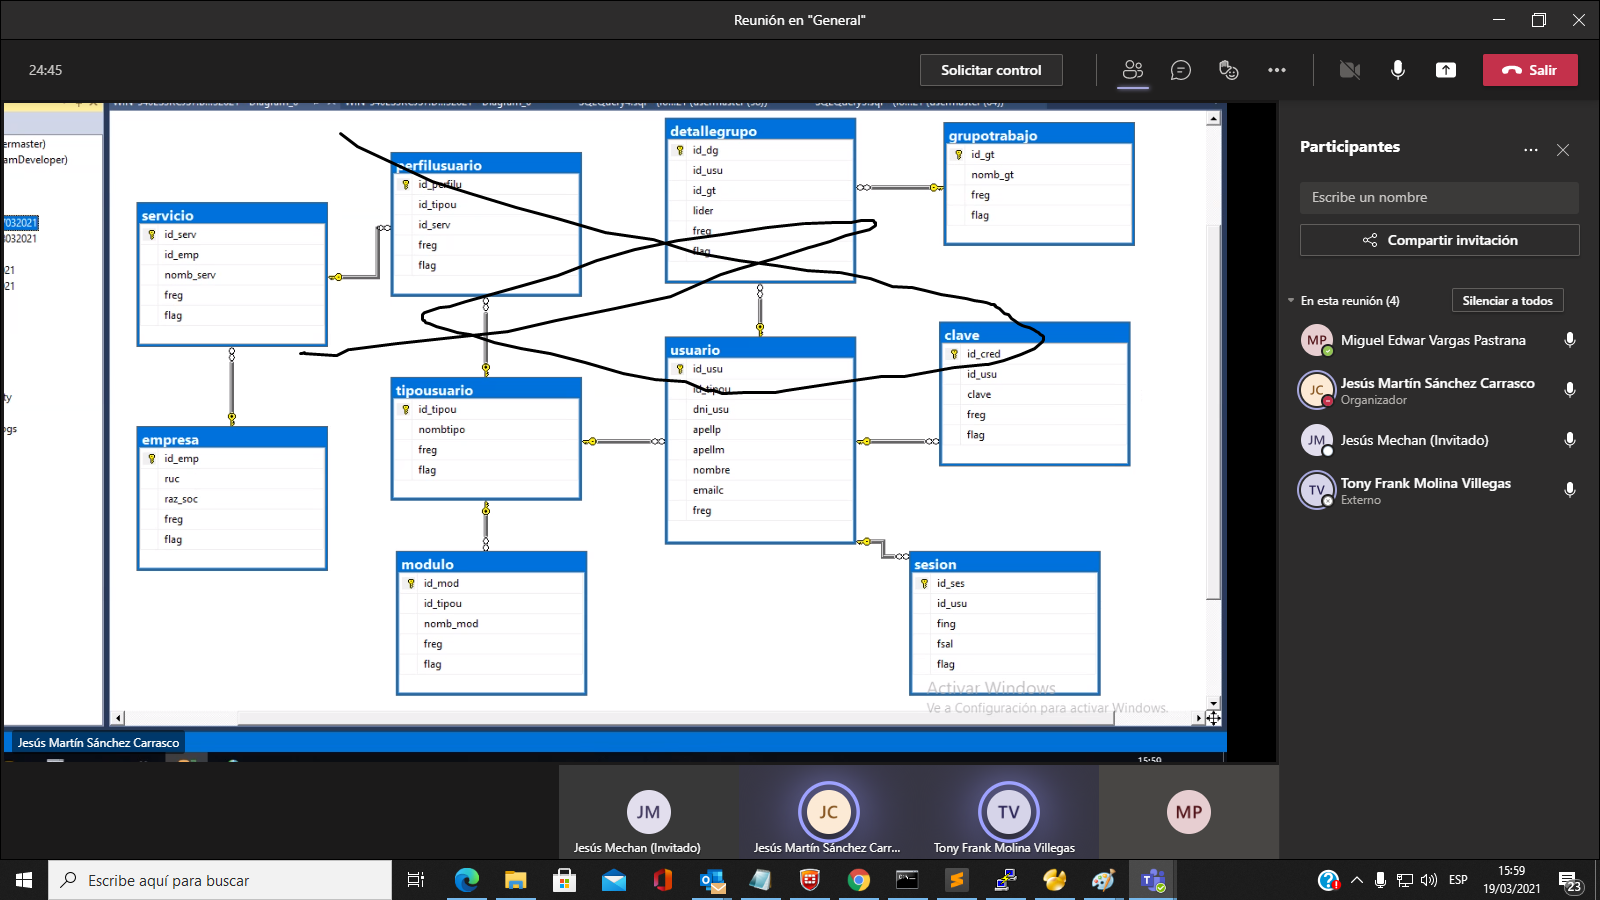 Reunión en "General"
24:45
Solicitar control
Salir
ermaster)
amDeveloper)
/032021
3032021
021
021
ty
ogs
servicio
id_serv
id_emp
nomb_serv
freg
flag
empresa
id_emp
ruc
raz_soc
freg
flag
perfilusuario
id_perfilu
id_tipou
id_serv
freg
flag
tipousuario
id_tipou
nombtipo
freg
flag
modulo
id_mod
id_tipou
nomb_mod
freg
flag
detallegrupo
id_dg
id_usu
id_gt
lider
freg
flag
usuario
id_usu
id_tipou
dni_usu
apellp
apellm
nombre
emailc
freg
grupotrabajo
id_gt
nomb_gt
freg
flag
clave
id_cred
id_usu
clave
freg
flag
sesion
id_ses
id_usu
fing
fsal
flag
Activar Windows
Ve a Configuración para activar Windows.
Jesús Martín Sánchez Carrasco
15:59
Participantes
Escribe un nombre
Compartir invitación
En esta reunión (4)
Silenciar a todos
MP
Miguel Edwar Vargas Pastrana
JC
Jesús Martín Sánchez Carrasco
Organizador
JM
Jesús Mechan (Invitado)
TV
Tony Frank Molina Villegas
Externo
JM
Jesús Mechan (Invitado)
JC
Jesús Martín Sánchez Carr...
TV
Tony Frank Molina Villegas
MP
Escribe aquí para buscar
ESP
15:59
19/03/2021
23